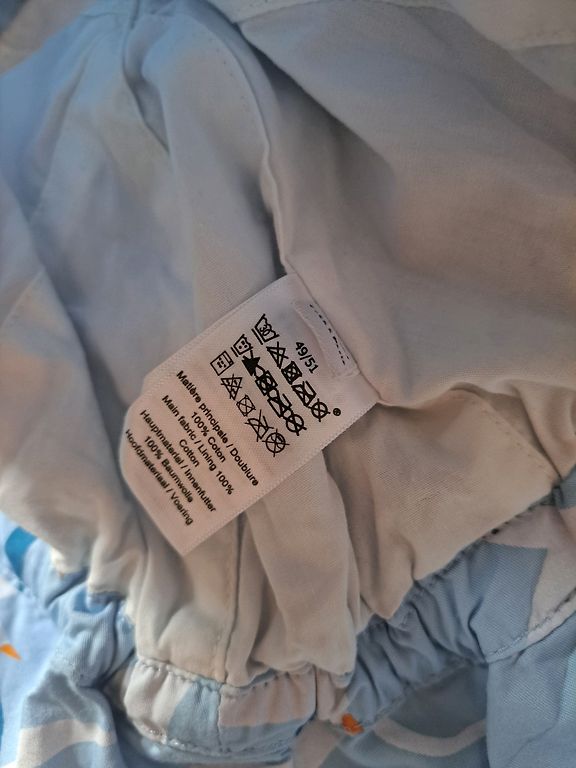 49/51
®
Matière principale / Doublure
100% Coton
Main fabric / Lining 100%
Cotton
Hauptmaterial / Innenfutter
100% Baumwolle
Hoofdmateriaal / Voering